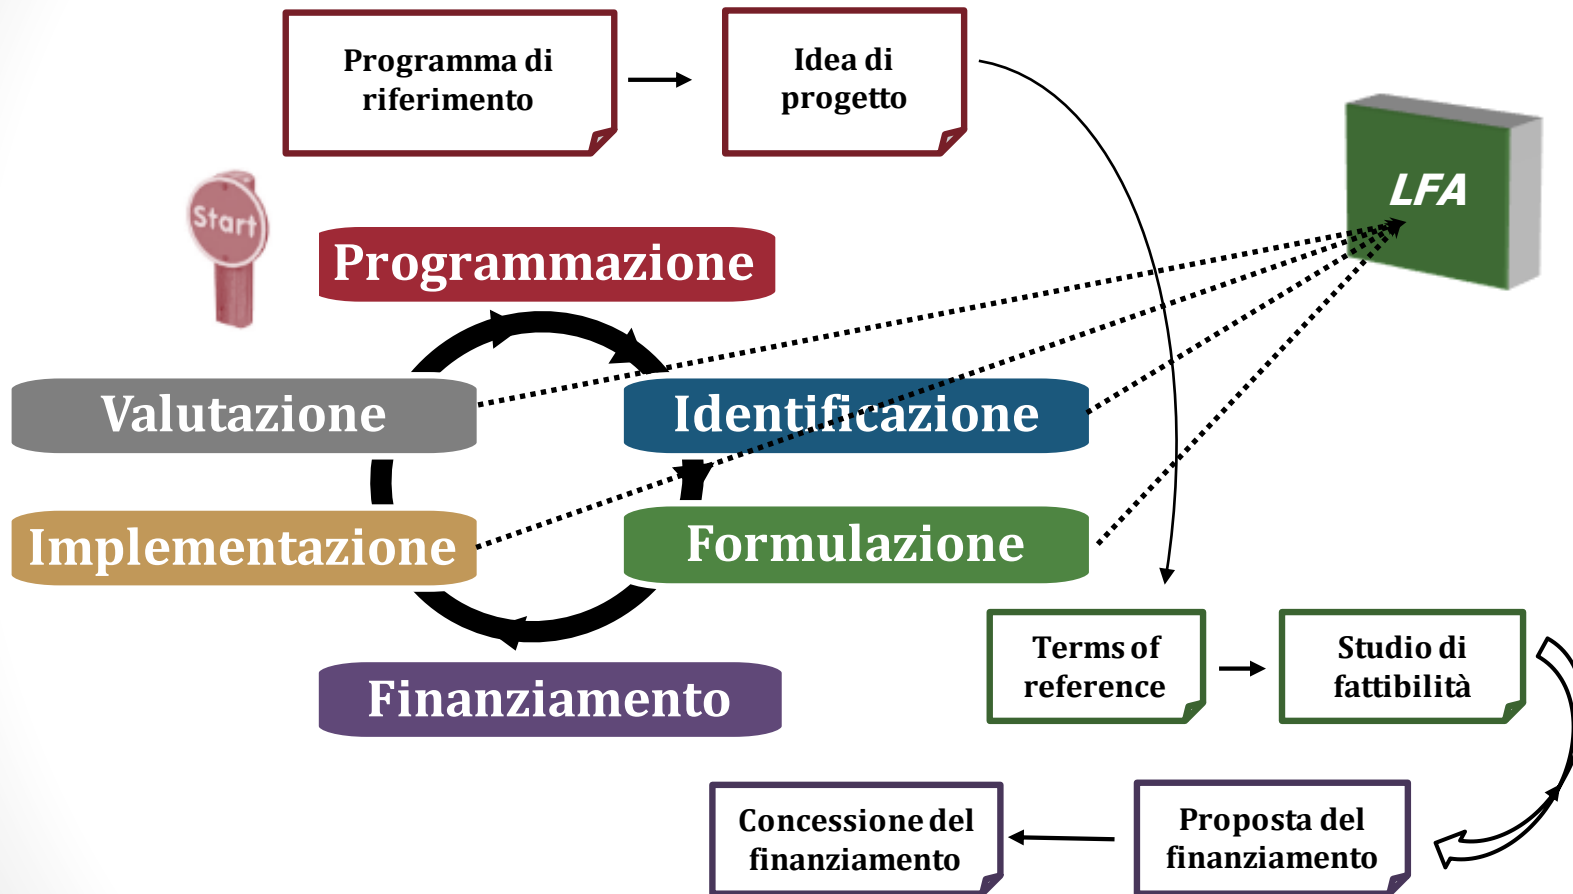 Programma di
riferimento
Idea di
progetto
LFA
Start
Programmazione
Valutazione
Identificazione
Implementazione
Formulazione
Finanziamento
Terms of
reference
Studio di
fattibilità
Concessione del
finanziamento
Proposta del
finanziamento